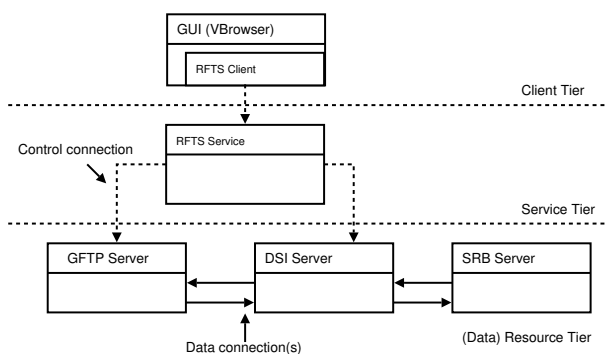 GUI (VBrowser)
RFTS Client
Client Tier
RFTS Service
Control connection
Service Tier
GFTP Server
DSI Server
SRB Server
(Data) Resource Tier
Data connection(s)